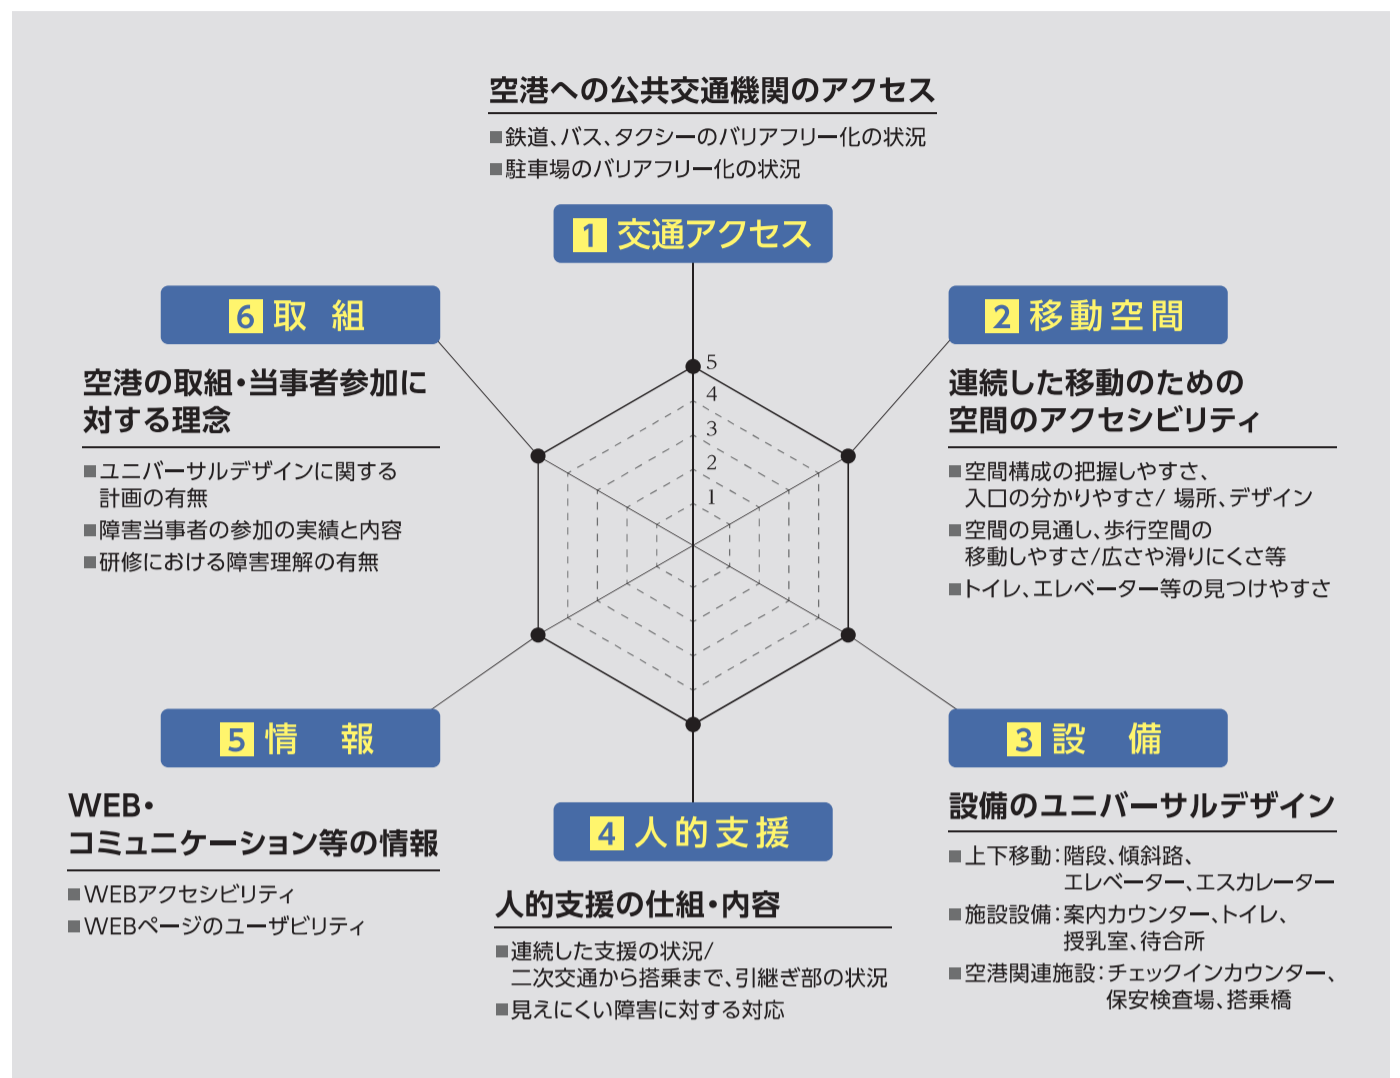 空港への公共交通機関のアクセス
■鉄道、バス、タクシーのバリアフリー化の状況
■駐車場のバリアフリー化の状況
1 交通アクセス
6 取 組
空港の取組・当事者参加に
対する理念
■ユニバーサルデザインに関する
計画の有無
■障害当事者の参加の実績と内容
■研修における障害理解の有無
5
4
3
2
1
2 移動空間
連続した移動のための
空間のアクセシビリティ
■空間構成の把握しやすさ、
入口の分かりやすさ/ 場所、デザイン
■空間の見通し、歩行空間の
移動しやすさ/広さや滑りにくさ等
■トイレ、エレベーター等の見つけやすさ
5 情 報
WEB・
コミュニケーション等の情報
■WEBアクセシビリティ
■WEBページのユーザビリティ
4 人的支援
人的支援の仕組・内容
■連続した支援の状況/
二次交通から搭乗まで、引継ぎ部の状況
■見えにくい障害に対する対応
3 設 備
設備のユニバーサルデザイン
■上下移動：階段、傾斜路、
エレベーター、エスカレーター
■施設設備：案内カウンター、トイレ、
授乳室、待合所
■空港関連施設：チェックインカウンター、
保安検査場、搭乗橋